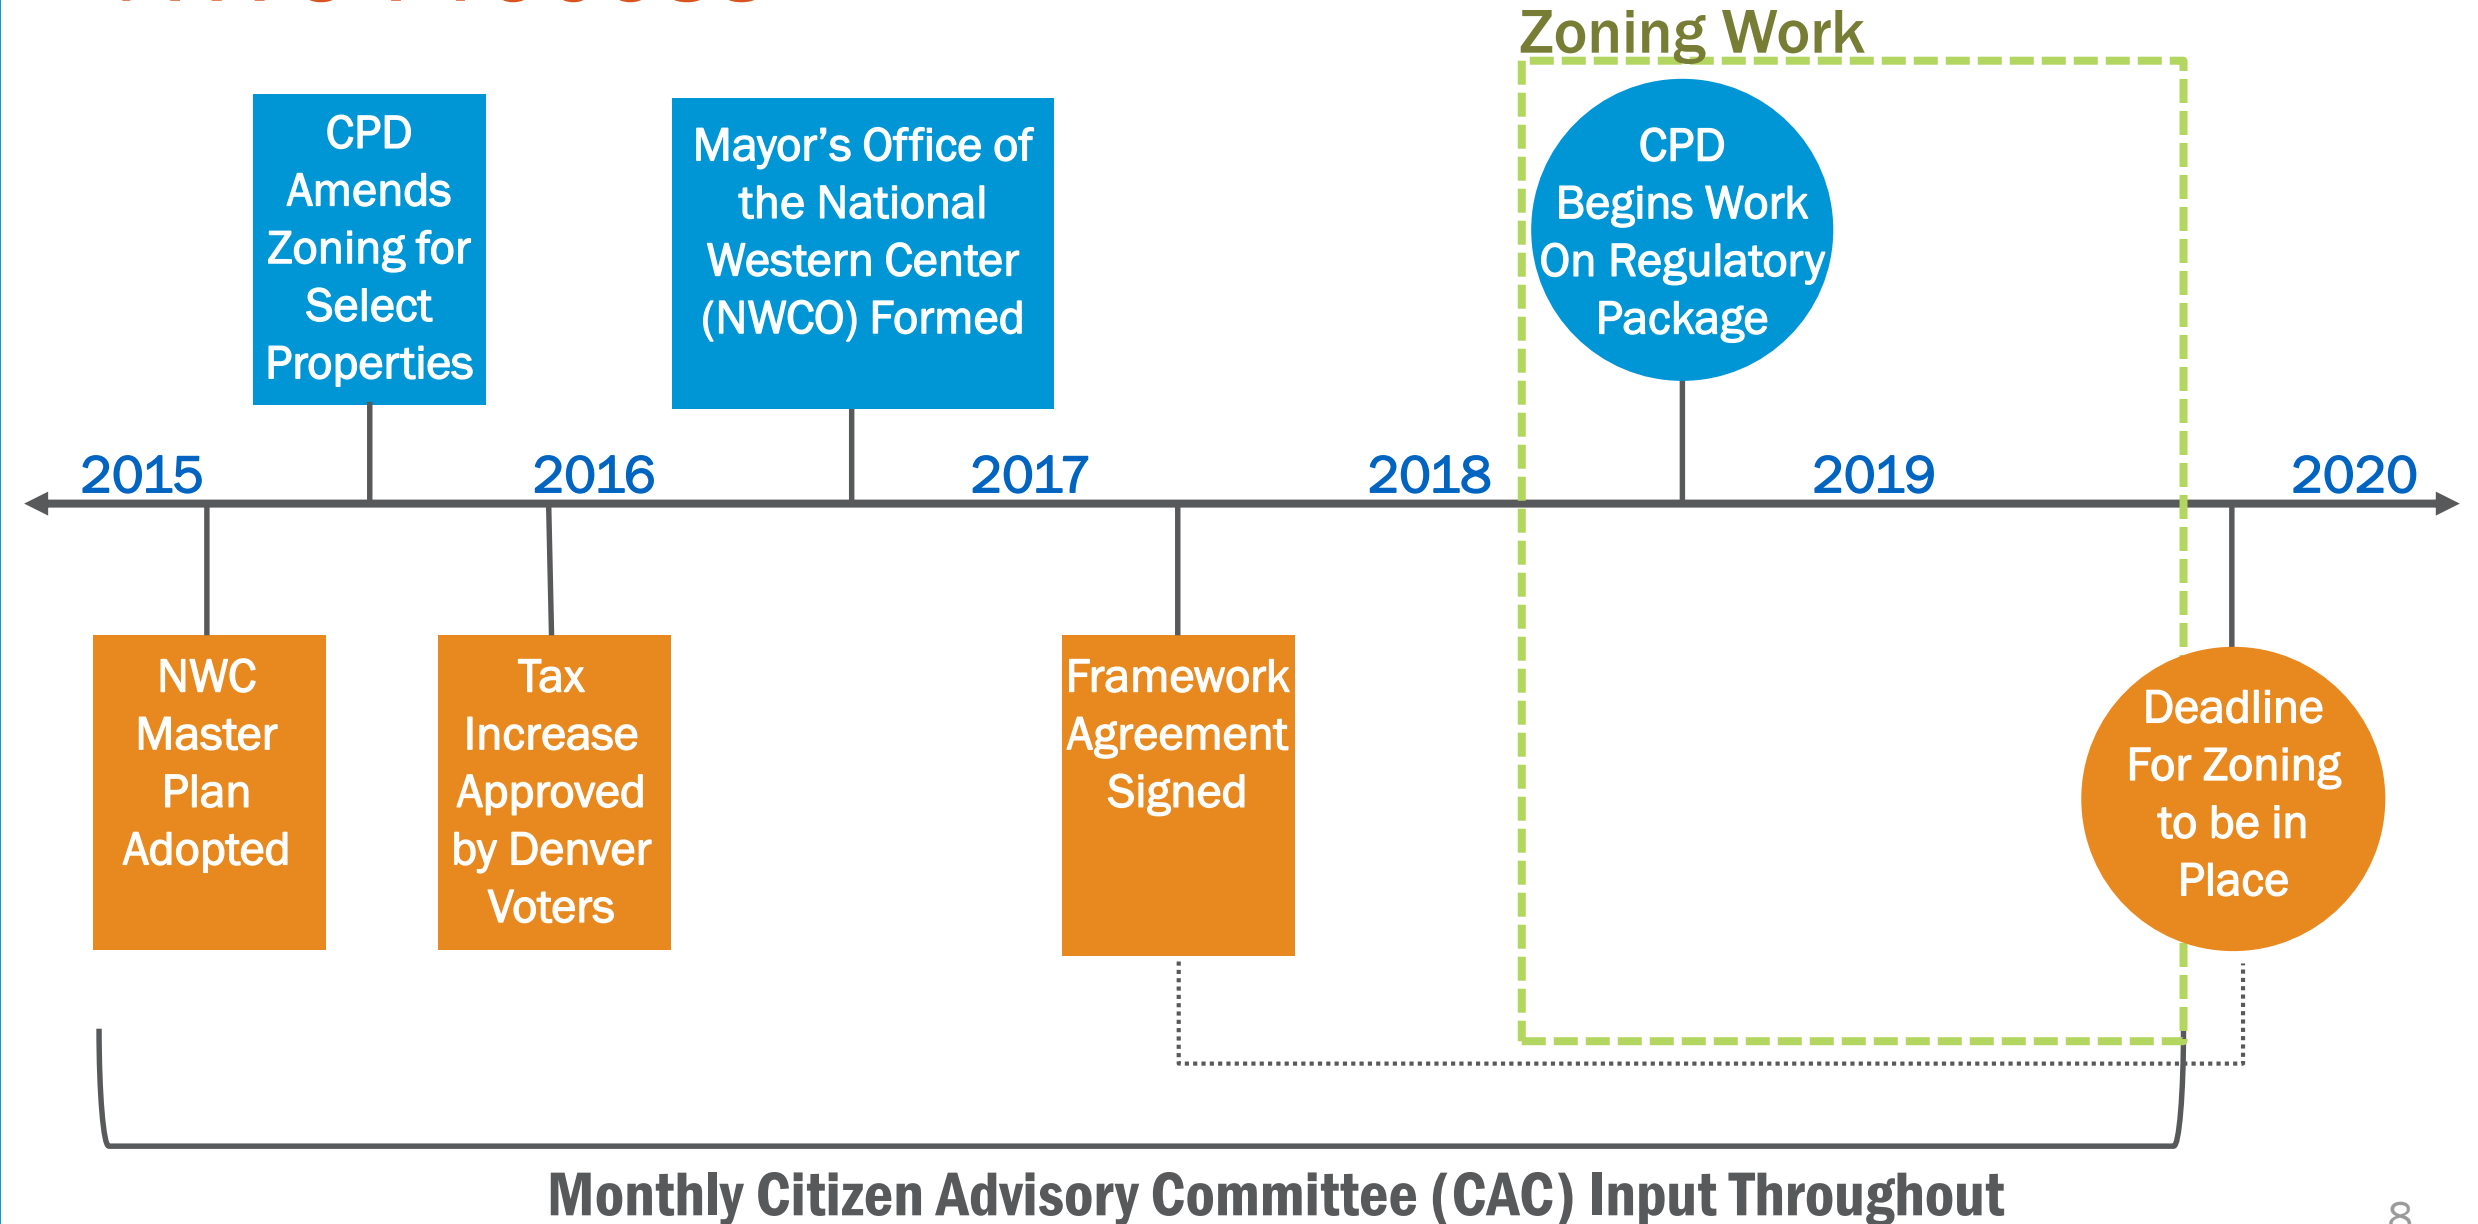 Process
Zoning Work
CPD
Amends
Zoning for
Select
Properties
Mayor’s Office of
the National
Western Center
(NWCO) Formed
CPD
Begins Work
On Regulatory
Package
2015
2016
2017
2018
2019
2020
NWC
Master
Plan
Adopted
Tax
Increase
Approved
by Denver
Voters
Framework
Agreement
Signed
Deadline
For Zoning
to be in
Place
Monthly Citizen Advisory Committee (CAC) Input Throughout
8